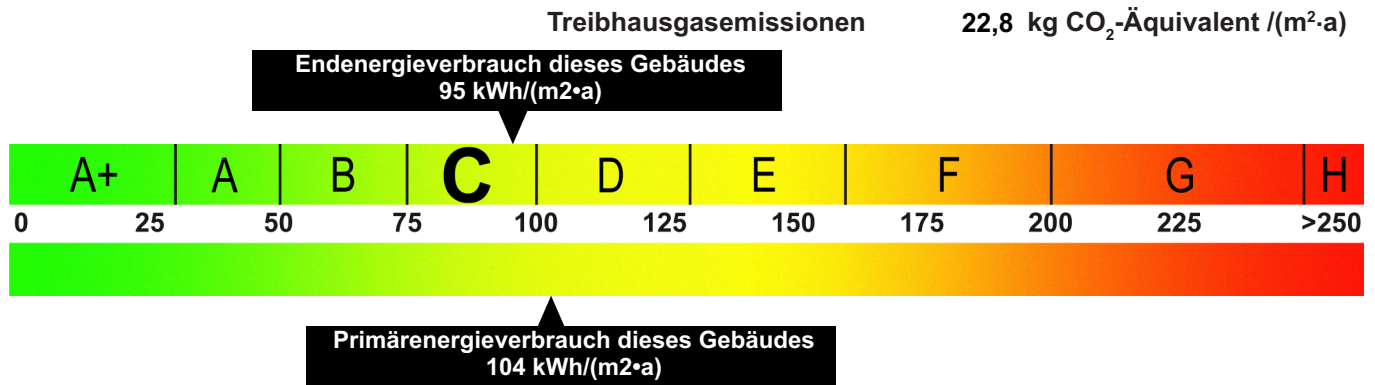 Treibhausgasemissionen 22,8 kg CO₂-Äquivalent /(m²·a)
Endenergieverbrauch dieses Gebäudes
95 kWh/(m2•a)
A+ A B C D E F G H
0 25 50 75 100 125 150 175 200 225 >250
Primärenergieverbrauch dieses Gebäudes
104 kWh/(m2•a)